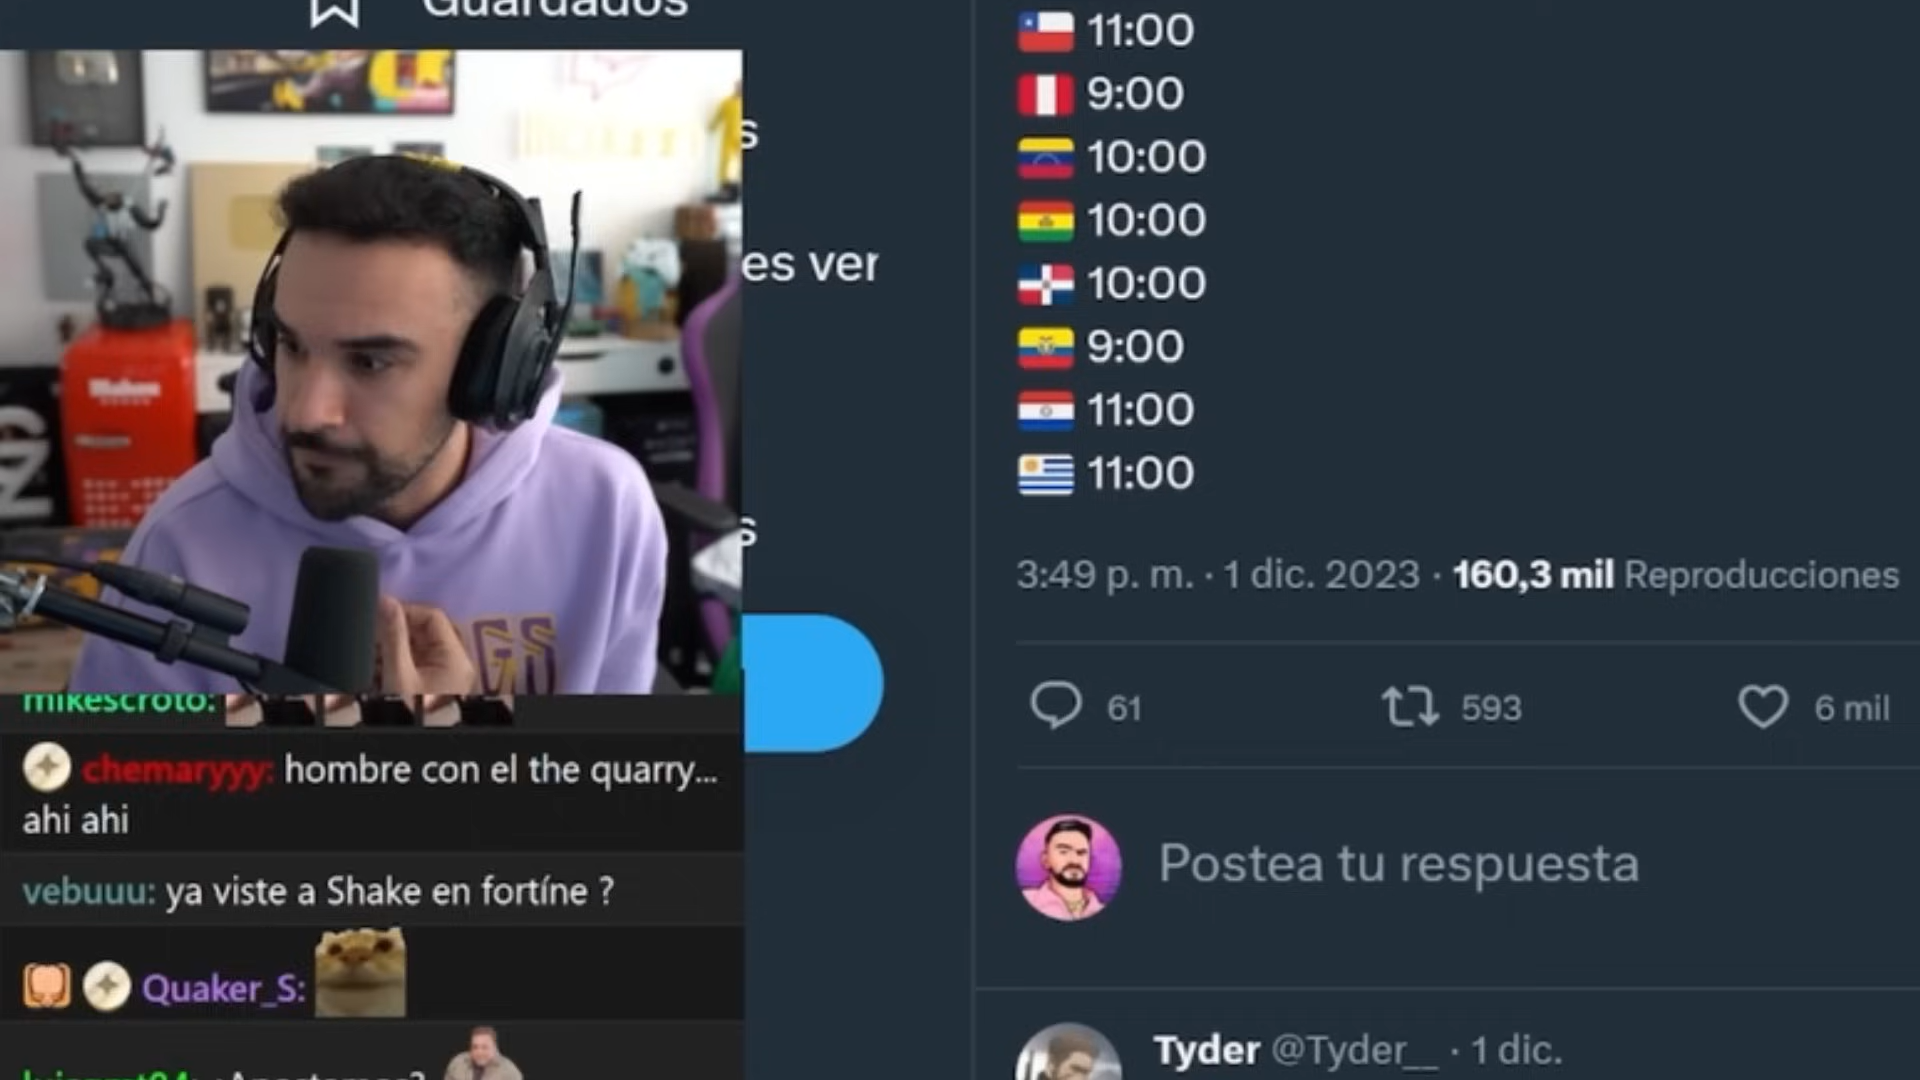 Guardados
s
es ver
s
11:00
9:00
10:00
10:00
10:00
9:00
11:00
11:00
3:49 p. m. · 1 dic. 2023 · 160,3 mil Reproducciones
61 593 6 mil
Postea tu respuesta
Tyder @Tyder__ · 1 dic.
mikescroto:
chemaryyy: hombre con el the quarry...
ahi ahi
vebuuu: ya viste a Shake en fortíne ?
Quaker_S: